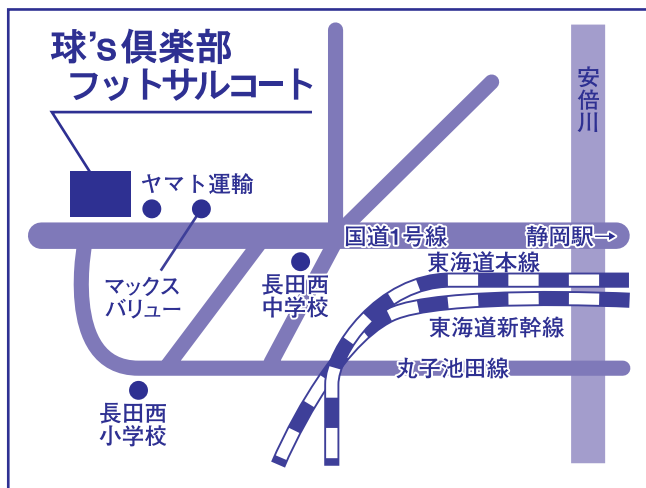 球's倶楽部
フットサルコート
安倍川
ヤマト運輸
国道1号線
静岡駅→
東海道本線
マックス
バリュー
長田西
中学校
東海道新幹線
丸子池田線
長田西
小学校